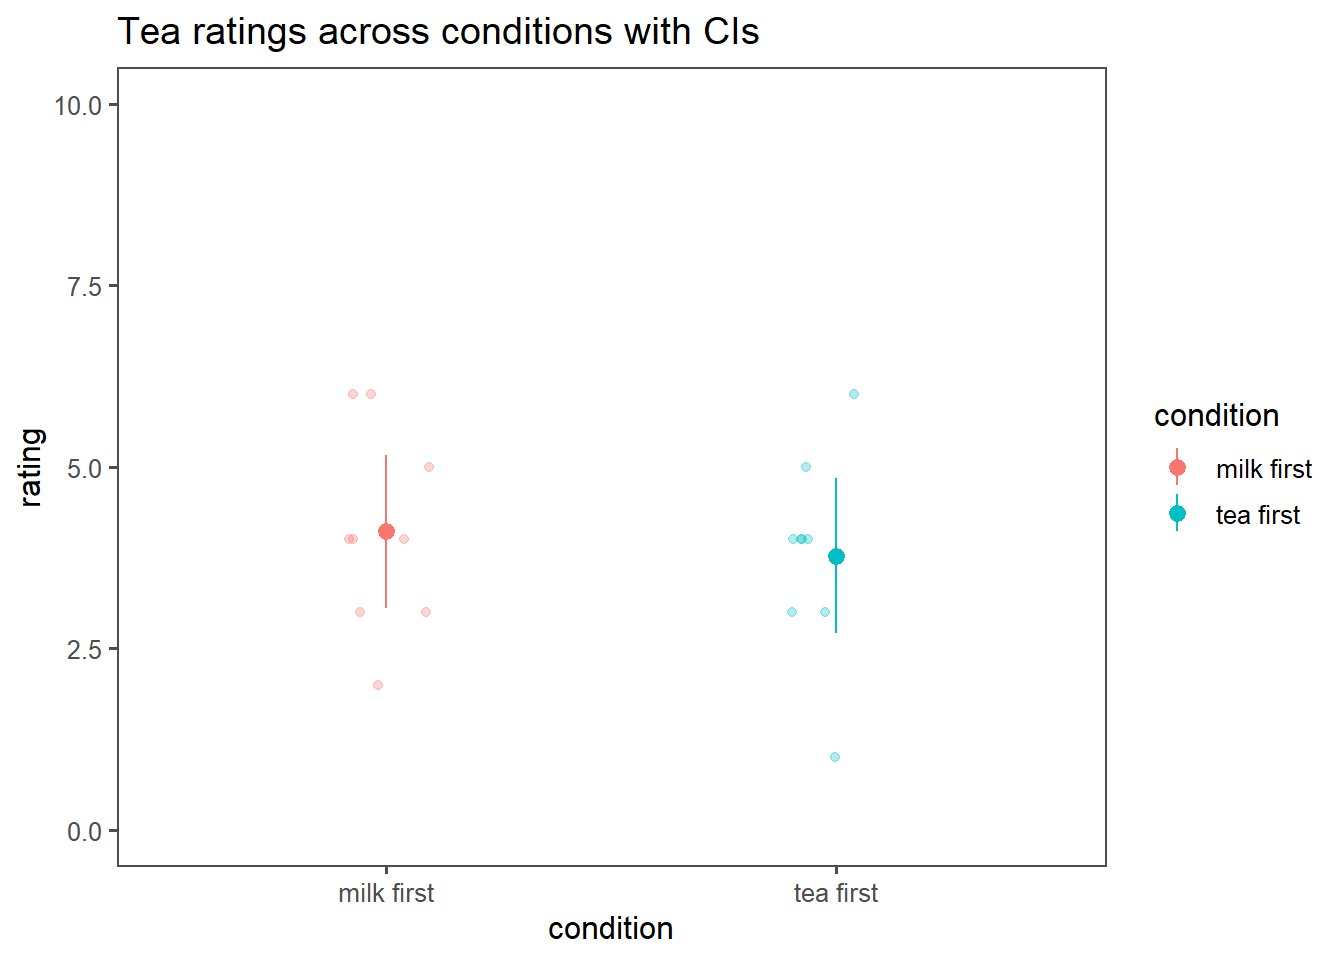 Tea ratings across conditions with CIs
10.0
7.5
5.0
2.5
0.0
rating
milk first
tea first
condition
condition
milk first
tea first